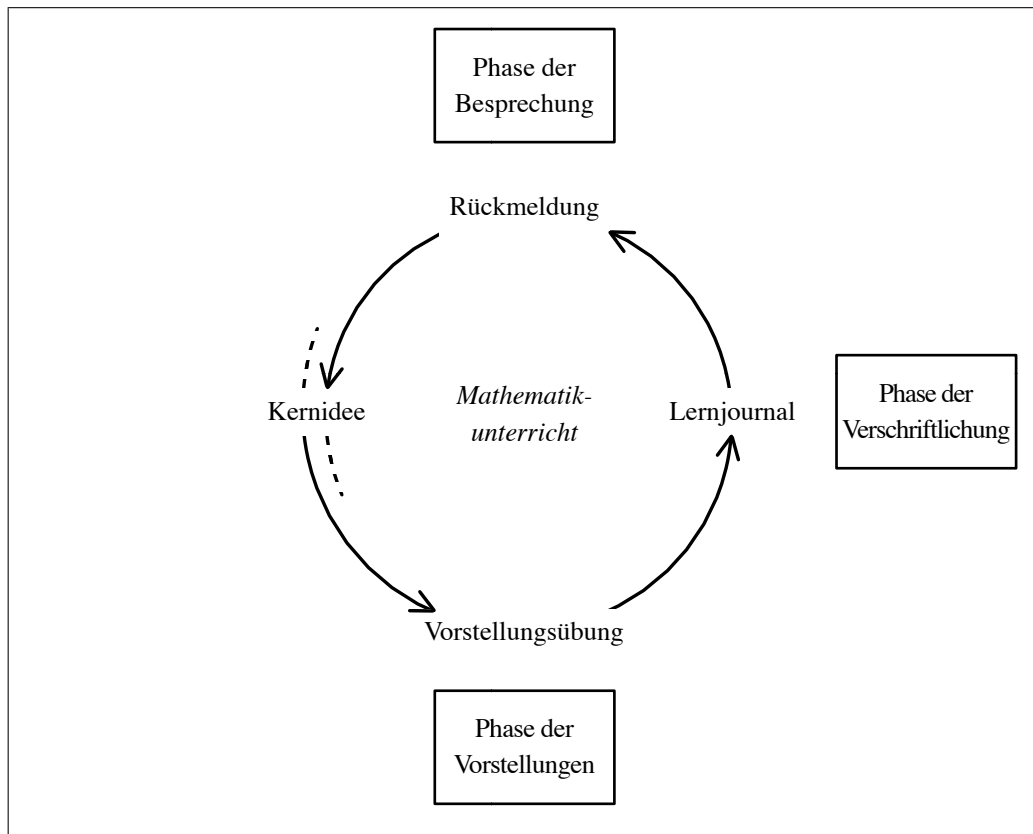 Phase der
Besprechung
Rückmeldung
Kernidee
Mathematik-
unterricht
Lernjournal
Phase der
Verschriftlichung
Vorstellungsübung
Phase der
Vorstellungen